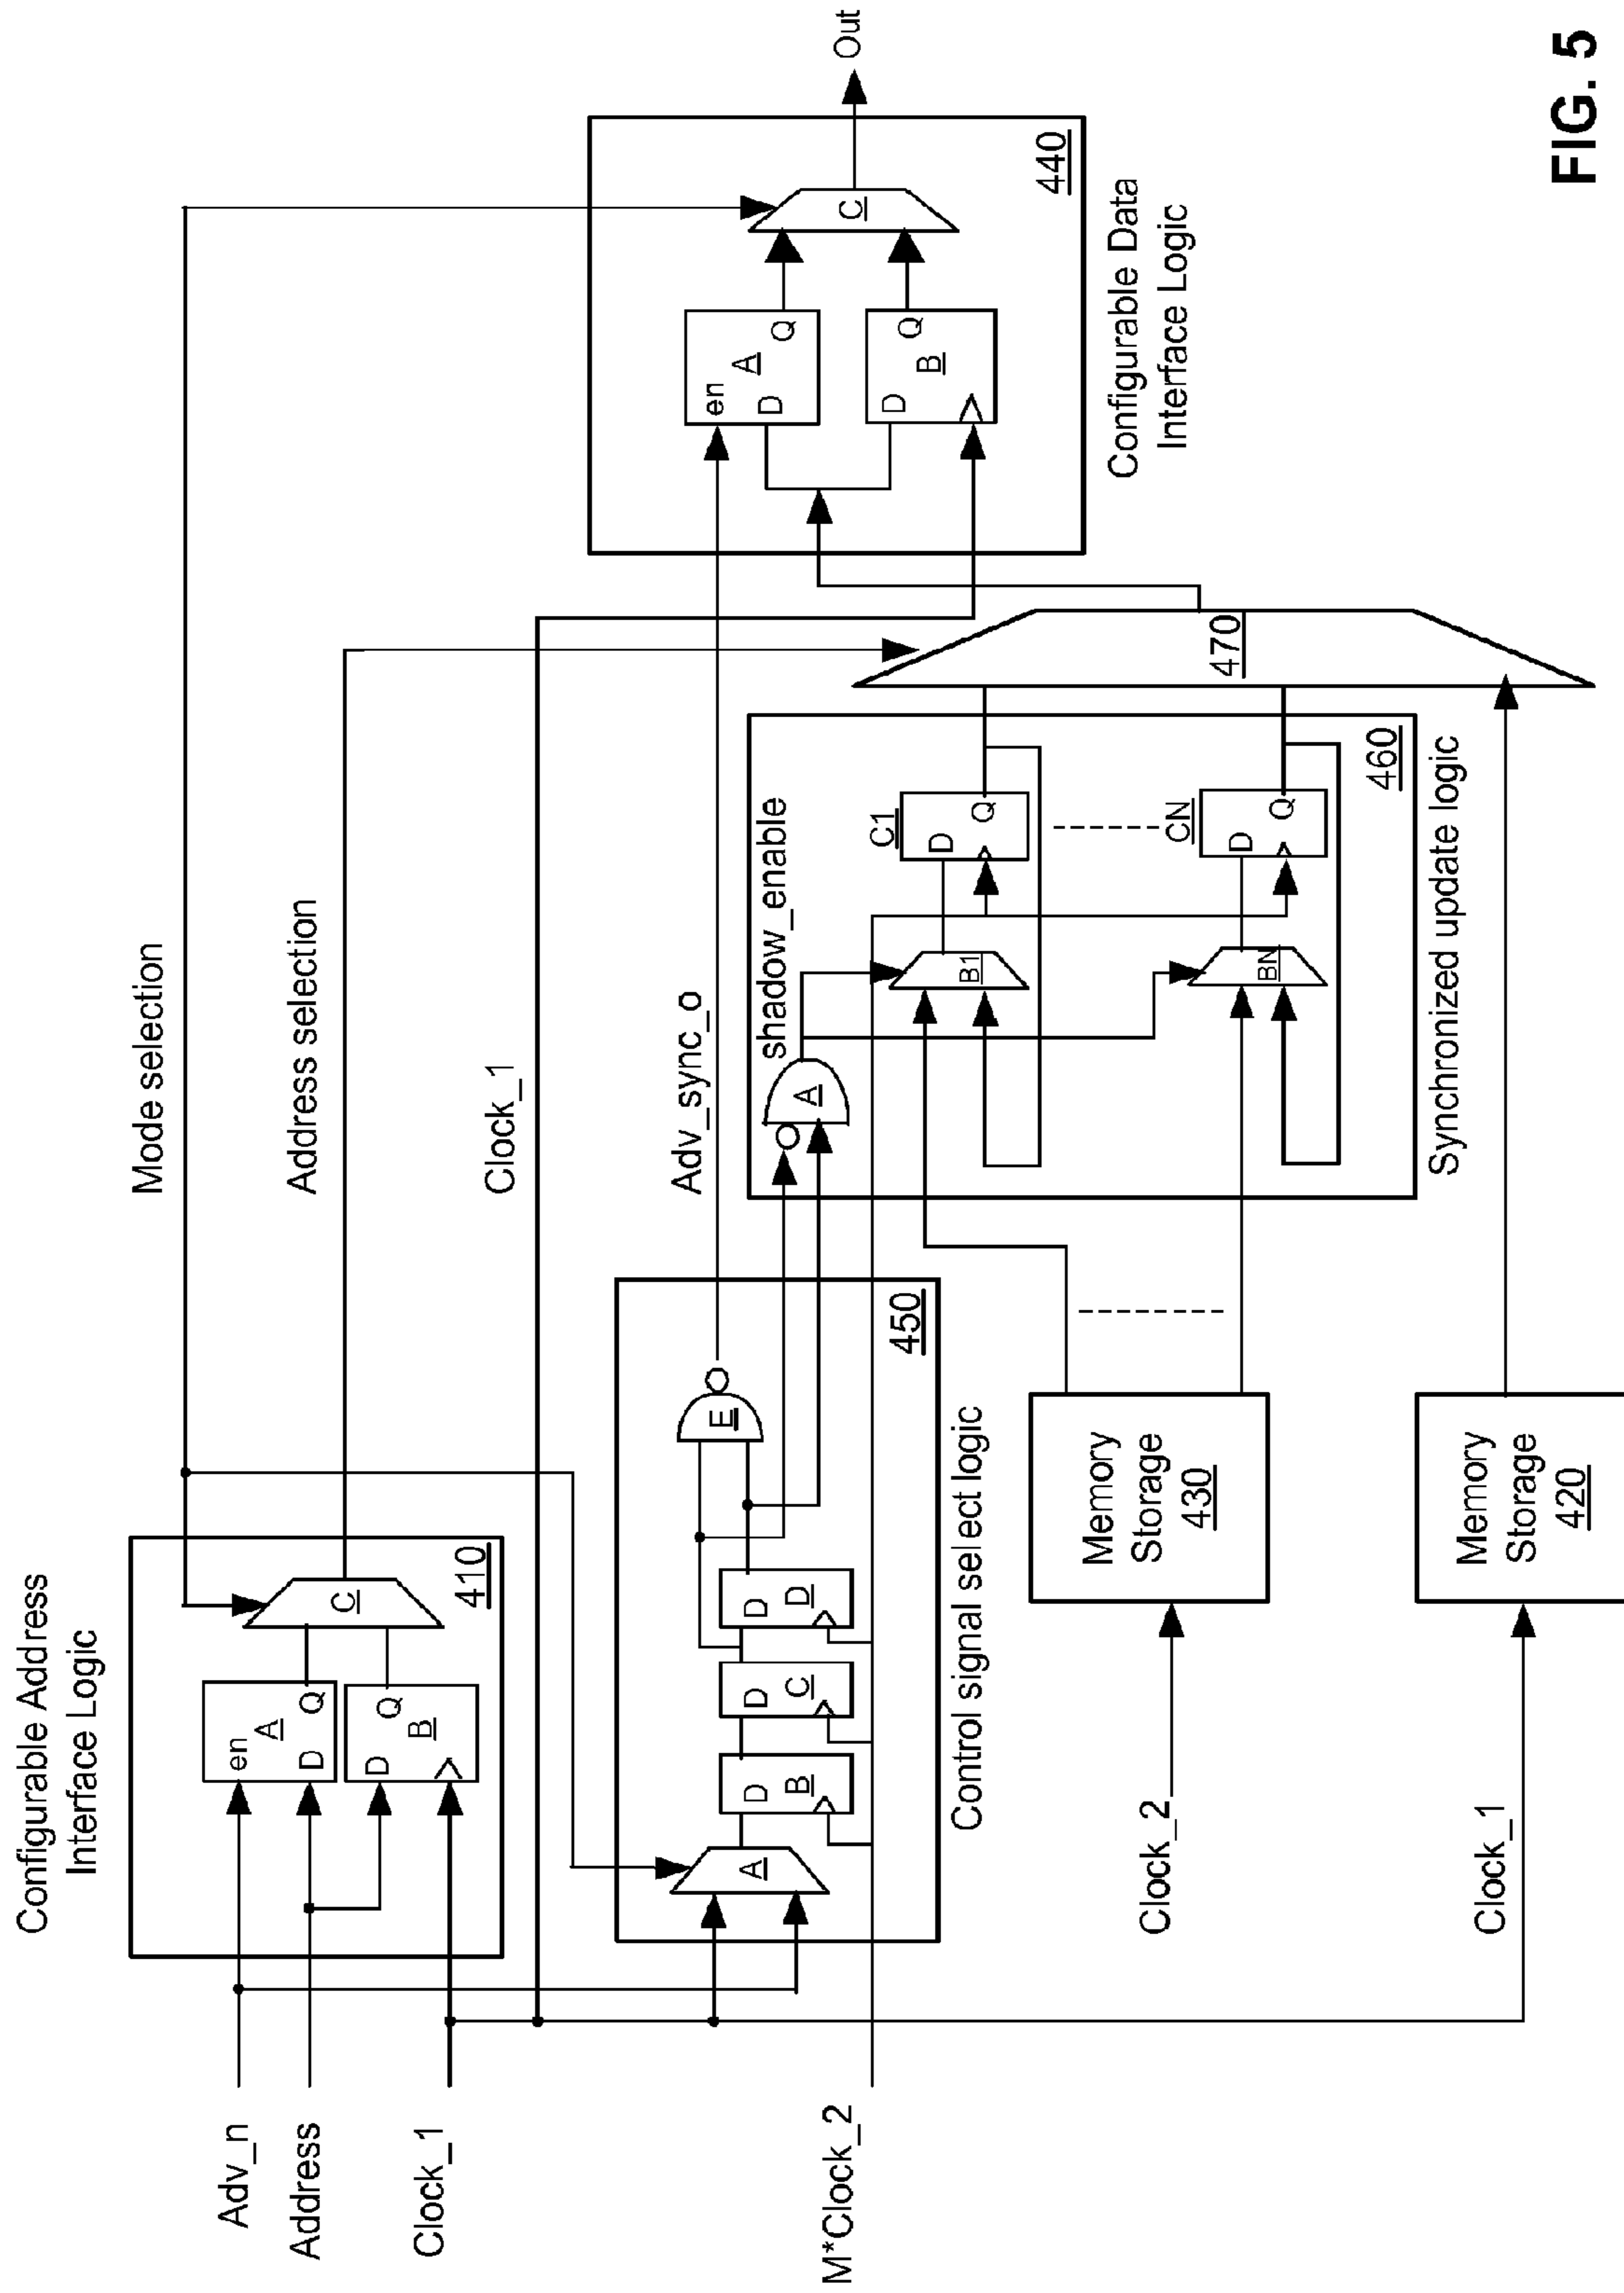 Configurable Address
Interface Logic
Mode selection
Address selection
Clock_1
Adv_sync_o
Adv_n
Address
Clock_1
M*Clock_2
en
A
D
Q
D
Q
B
C
410
A
D
B
D
C
D
D
E
450
Control signal select logic
shadow_enable
A
B1
C1
D
Q
BN
CN
D
Q
460
Synchronized update logic
470
Memory
Storage
430
Clock_2
Memory
Storage
420
Clock_1
en
A
D
Q
D
Q
B
C
440
Configurable Data
Interface Logic
Out
FIG. 5